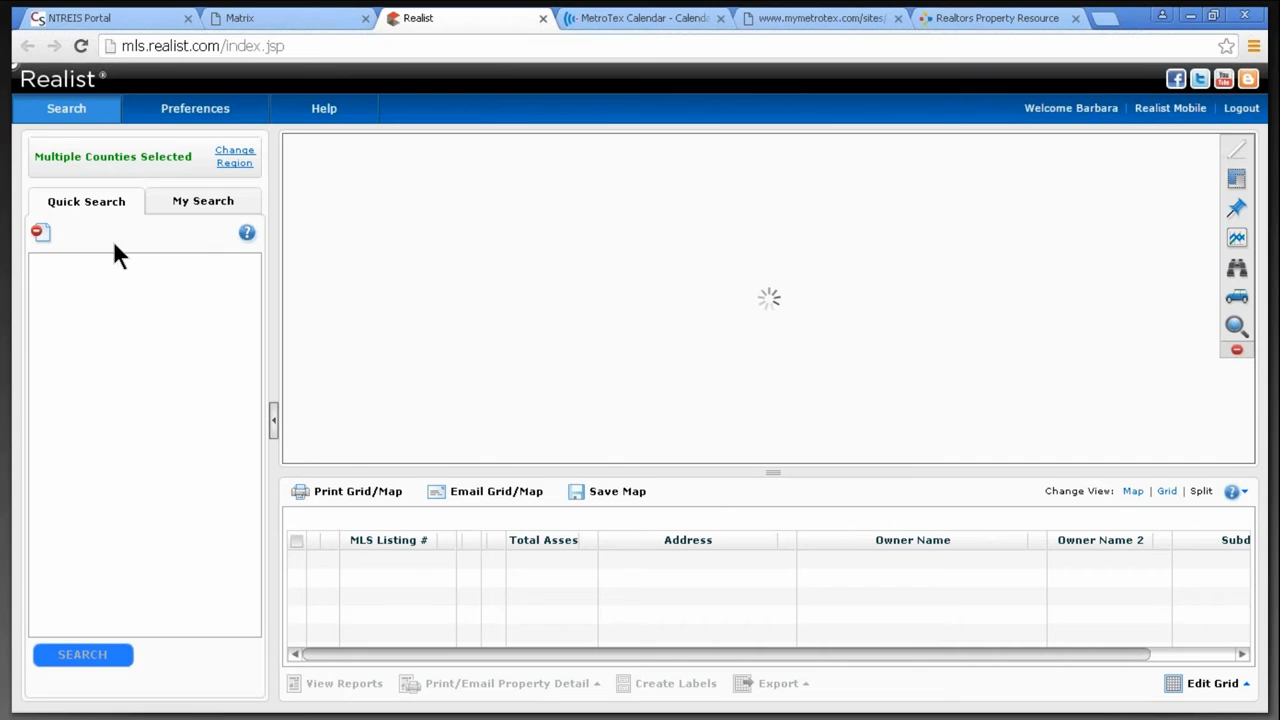 NTREIS Portal
Matrix
Realist
MetroTex Calendar - Calenda
www.mymetrotex.com/sites/
Realtors Property Resource
mls.realist.com/index.jsp
Realist®
Search
Preferences
Help
Welcome Barbara
Realist Mobile
Logout
Multiple Counties Selected
Change
Region
Quick Search
My Search
SEARCH
Print Grid/Map
Email Grid/Map
Save Map
Change View: Map | Grid | Split
MLS Listing #
Total Asses
Address
Owner Name
Owner Name 2
Subd
View Reports
Print/Email Property Detail
Create Labels
Export
Edit Grid